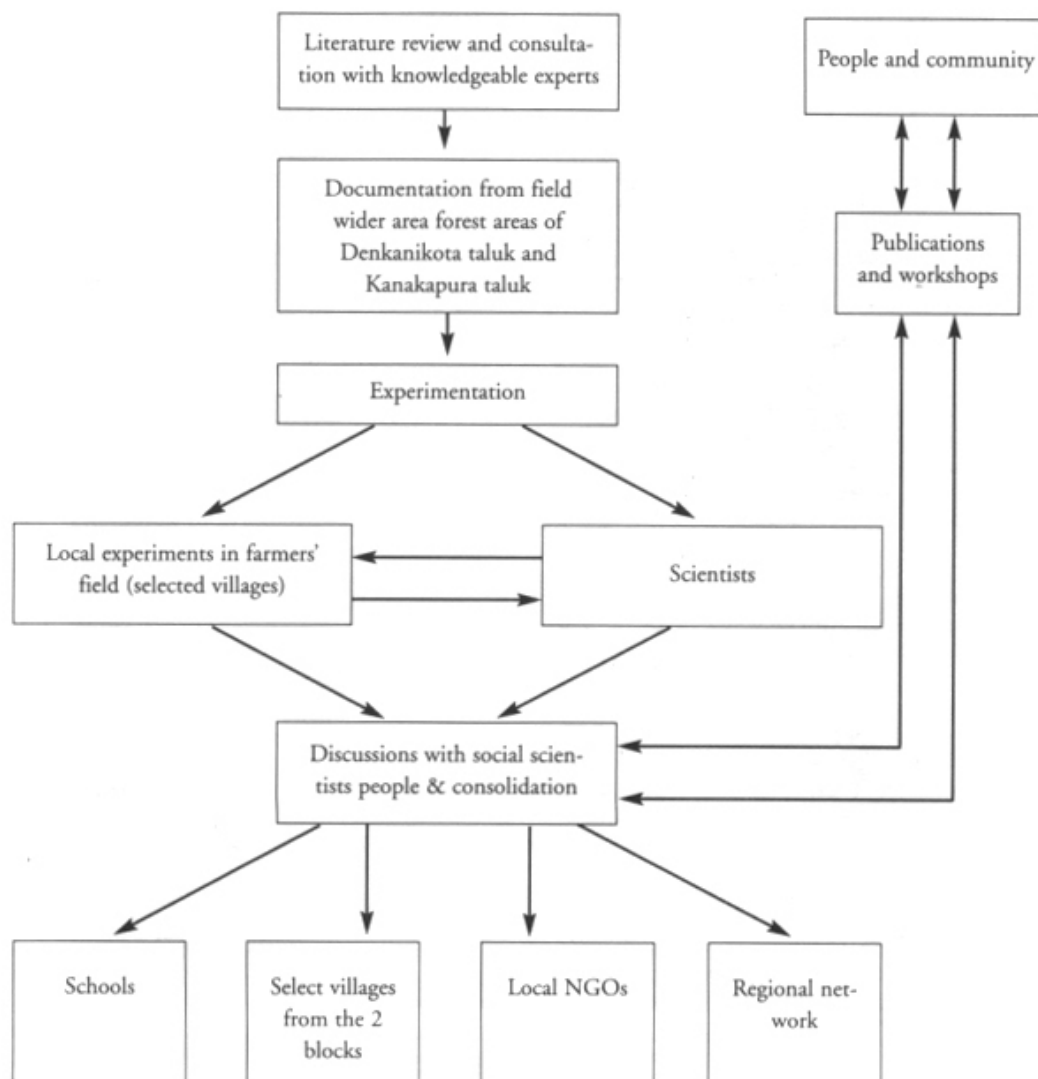 Literature review and consulta-
tion with knowledgeable experts
People and community
Documentation from field
wider area forest areas of
Denkanikota taluk and
Kanakapura taluk
Publications
and workshops
Experimentation
Local experiments in farmers'
field (selected villages)
Scientists
Discussions with social scien-
tists people & consolidation
Schools
Select villages
from the 2
blocks
Local NGOs
Regional net-
work